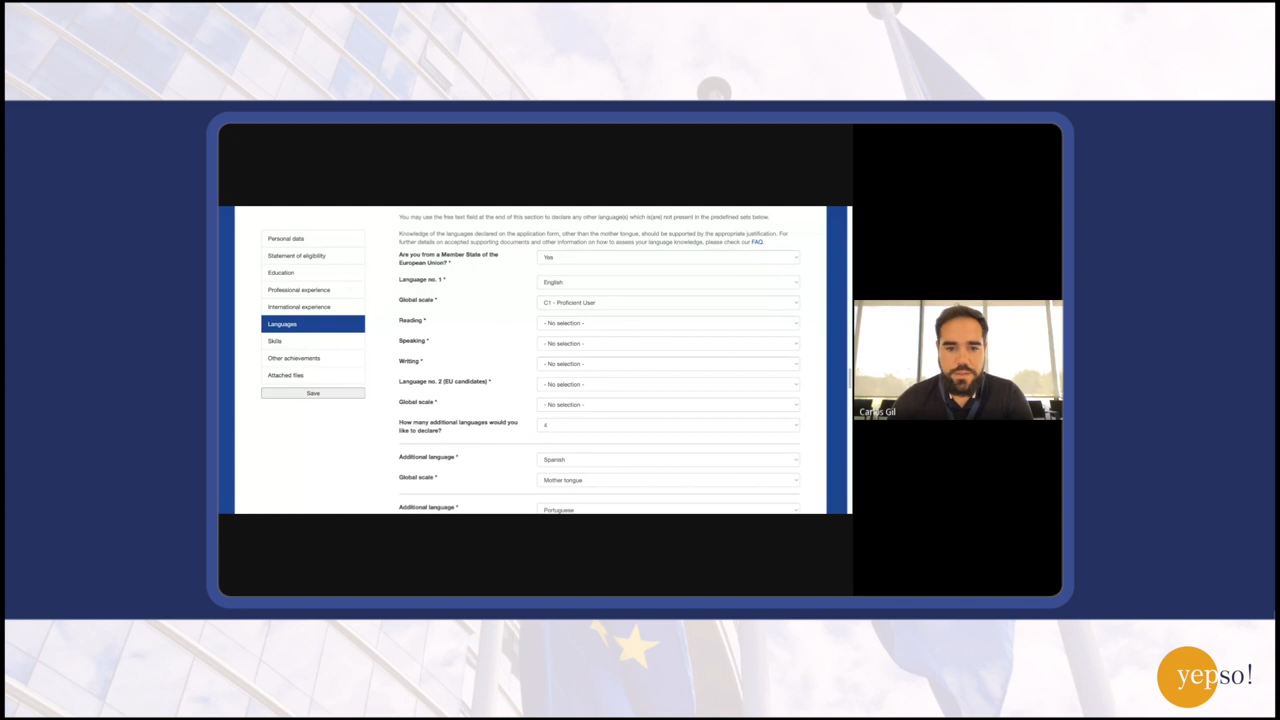 You may use the free text field at the end of this section to declare any other language(s) which is(are) not present in the predefined sets below.
Knowledge of the languages declared on the application form, other than the mother tongue, should be supported by the appropriate justification. For
further details on accepted supporting documents and other information on how to assess your language knowledge, please check our FAQ.
Personal data
Statement of eligibility
Education
Professional experience
International experience
Languages
Skills
Other achievements
Attached files
Save
Are you from a Member State of the
European Union? *
Yes
Language no. 1 *
English
Global scale *
C1 - Proficient User
Reading *
- No selection -
Speaking *
- No selection -
Writing *
- No selection -
Language no. 2 (EU candidates) *
- No selection -
Global scale *
- No selection -
How many additional languages would you
like to declare?
4
Additional language *
Spanish
Global scale *
Mother tongue
Additional language *
Portuguese
Carlos Gil
yepso!